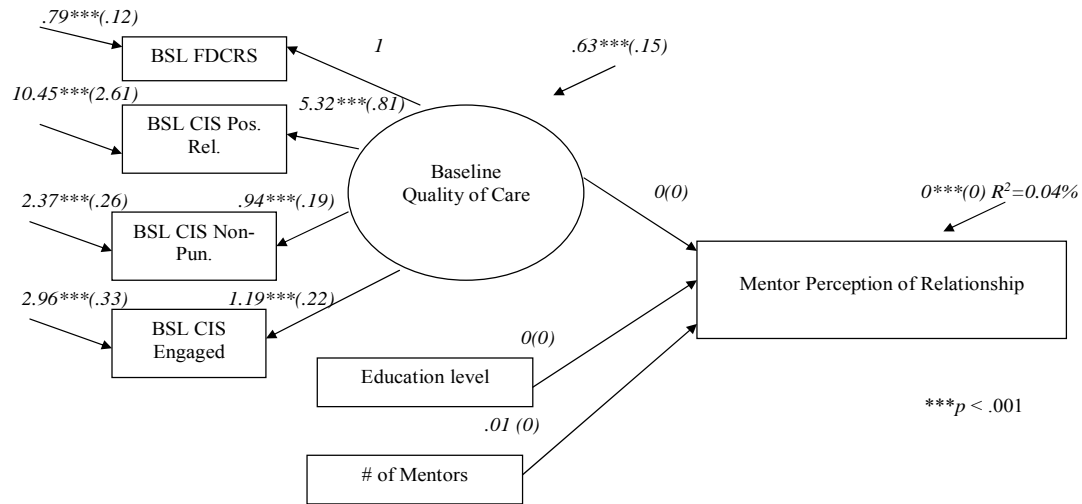 .79***(.12)
BSL FDCRS
1
.63***(.15)
10.45***(2.61)
BSL CIS Pos.
Rel.
5.32***(.81)
Baseline
Quality of Care
0(0)
0***(0) R²=0.04%
2.37***(.26)
BSL CIS Non-
Pun.
.94***(.19)
Mentor Perception of Relationship
2.96***(.33)
BSL CIS
Engaged
1.19***(.22)
0(0)
Education level
.01 (0)
# of Mentors
***p < .001